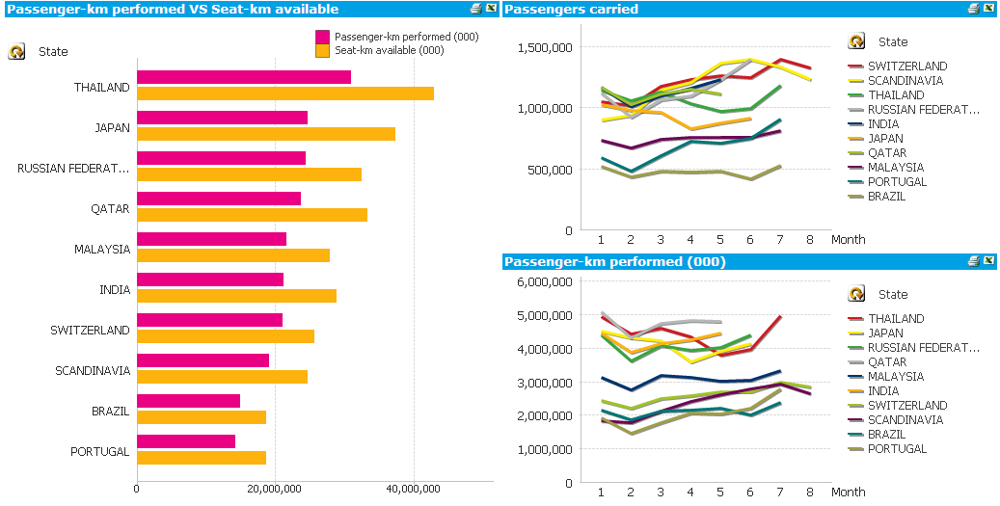 Passenger-km performed VS Seat-km available
State
Passenger-km performed (000)
Seat-km available (000)
THAILAND
JAPAN
RUSSIAN FEDERAT...
QATAR
MALAYSIA
INDIA
SWITZERLAND
SCANDINAVIA
BRAZIL
PORTUGAL
0 20,000,000 40,000,000
Passengers carried
1,500,000
1,000,000
500,000
0
1 2 3 4 5 6 7 8 Month
State
SWITZERLAND
SCANDINAVIA
THAILAND
RUSSIAN FEDERAT...
INDIA
JAPAN
QATAR
MALAYSIA
PORTUGAL
BRAZIL
Passenger-km performed (000)
6,000,000
5,000,000
4,000,000
3,000,000
2,000,000
1,000,000
0
1 2 3 4 5 6 7 8 Month
State
THAILAND
JAPAN
RUSSIAN FEDERAT...
QATAR
MALAYSIA
INDIA
SWITZERLAND
SCANDINAVIA
BRAZIL
PORTUGAL